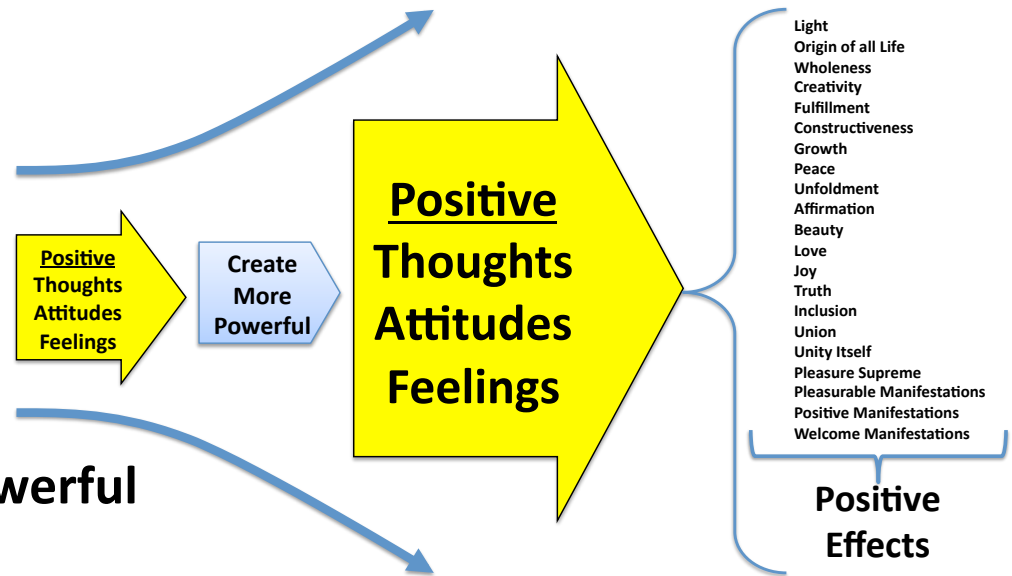 Positive
Thoughts
Attitudes
Feelings
Create
More
Powerful
Positive
Thoughts
Attitudes
Feelings
Light
Origin of all Life
Wholeness
Creativity
Fulfillment
Constructiveness
Growth
Peace
Unfoldment
Affirmation
Beauty
Love
Joy
Truth
Inclusion
Union
Unity Itself
Pleasure Supreme
Pleasurable Manifestations
Positive Manifestations
Welcome Manifestations
Positive
Effects
werful